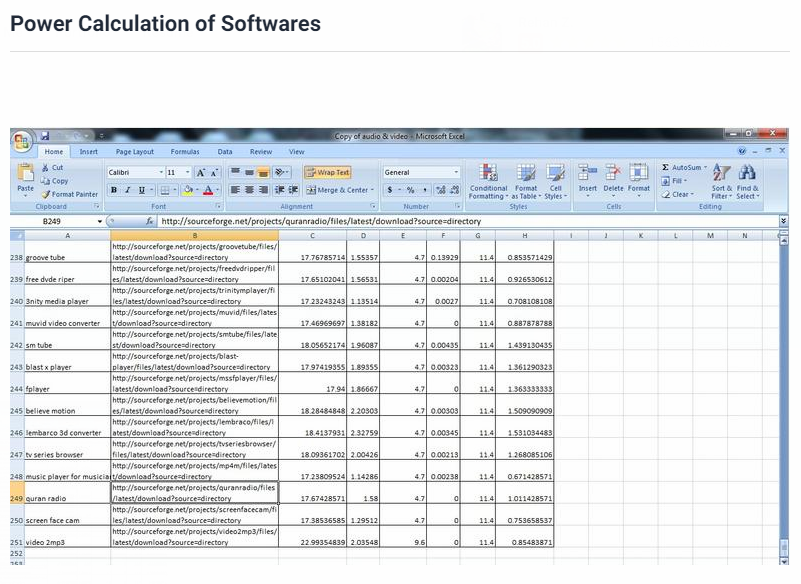 Power Calculation of Softwares
Copy of audio & video - Microsoft Excel
Home Insert Page Layout Formulas Data Review View
Cut
Copy
Format Painter
Paste
Clipboard
Calibri 11
B I U
Font
Wrap Text
Merge & Center
Alignment
General
$ % ,
Number
Conditional Formatting Format as Table Cell Styles
Styles
Insert Delete Format
Cells
Σ AutoSum
Fill
Clear
Sort & Filter Find & Select
Editing
B249 fx http://sourceforge.net/projects/quranradio/files/latest/download?source=directory
A B C D E F G H I J K L M N
http://sourceforge.net/projects/groovetube/files/
238 groove tube latest/download?source=directory 17.76785714 1.55357 4.7 0.13929 11.4 0.853571429
http://sourceforge.net/projects/freedvdripper/fil
239 free dvde riper es/latest/download?source=directory 17.65102041 1.56531 4.7 0.00204 11.4 0.926530612
http://sourceforge.net/projects/trinitymplayer/fi
240 3nity media player les/latest/download?source=directory 17.23243243 1.13514 4.7 0.0027 11.4 0.708108108
http://sourceforge.net/projects/muvid/files/lates
241 muvid video converter t/download?source=directory 17.46969697 1.38182 4.7 0 11.4 0.887878788
http://sourceforge.net/projects/smtube/files/late
242 sm tube st/download?source=directory 18.05652174 1.96087 4.7 0.00435 11.4 1.439130435
http://sourceforge.net/projects/blast-
243 blast x player player/files/latest/download?source=directory 17.97419355 1.89355 4.7 0.00323 11.4 1.361290323
http://sourceforge.net/projects/mssfplayer/files/
244 fplayer latest/download?source=directory 17.94 1.86667 4.7 0 11.4 1.363333333
http://sourceforge.net/projects/believemotion/fil
245 believe motion es/latest/download?source=directory 18.28484848 2.20303 4.7 0.00303 11.4 1.509090909
http://sourceforge.net/projects/lembraco/files/l
246 lembarco 3d converter atest/download?source=directory 18.4137931 2.32759 4.7 0.00345 11.4 1.531034483
http://sourceforge.net/projects/tvseriesbrowser/
247 tv series browser files/latest/download?source=directory 18.09361702 2.00426 4.7 0.00213 11.4 1.268085106
http://sourceforge.net/projects/mp4m/files/lates
248 music player for musicia t/download?source=directory 17.23809524 1.14286 4.7 0.00238 11.4 0.671428571
http://sourceforge.net/projects/quranradio/files
249 quran radio /latest/download?source=directory 17.67428571 1.58 4.7 0 11.4 1.011428571
http://sourceforge.net/projects/screenfacecam/fi
250 screen face cam les/latest/download?source=directory 17.38536585 1.29512 4.7 0 11.4 0.753658537
http://sourceforge.net/projects/video2mp3/files/
251 video 2mp3 latest/download?source=directory 22.99354839 2.03548 9.6 0 11.4 0.85483871
252